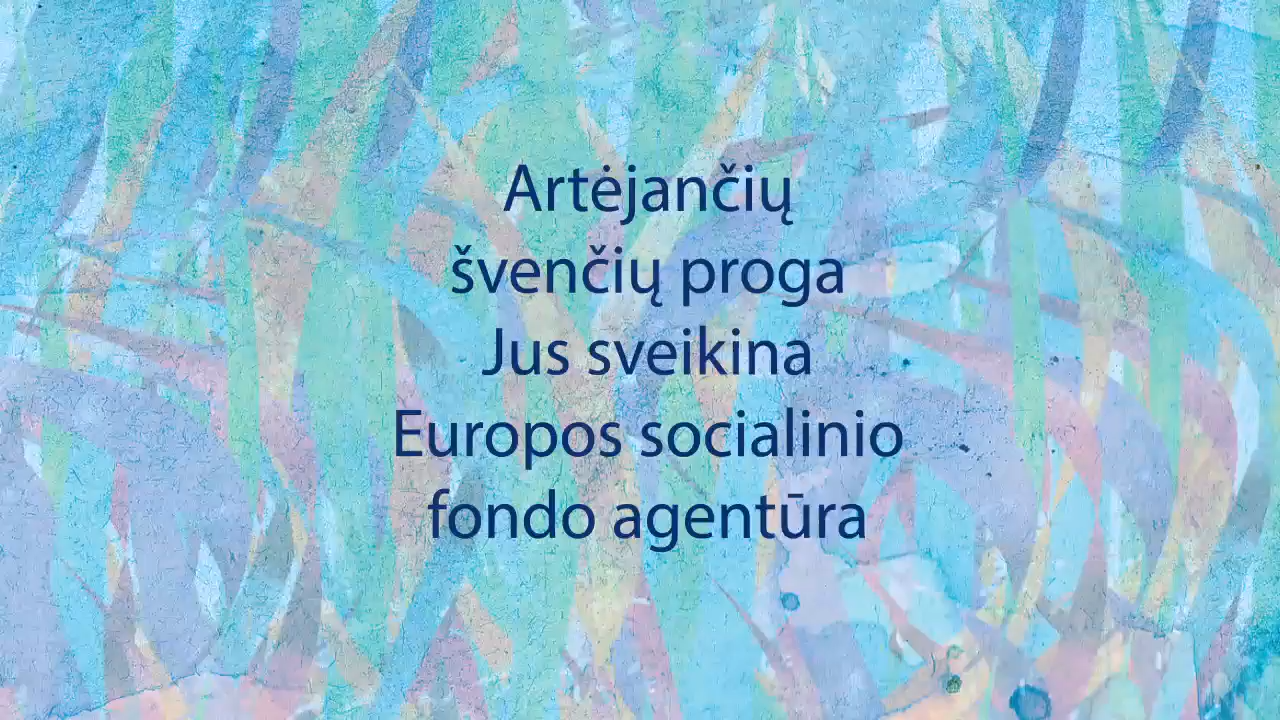 Artėjančių
švenčių proga
Jus sveikina
Europos socialinio
fondo agentūra